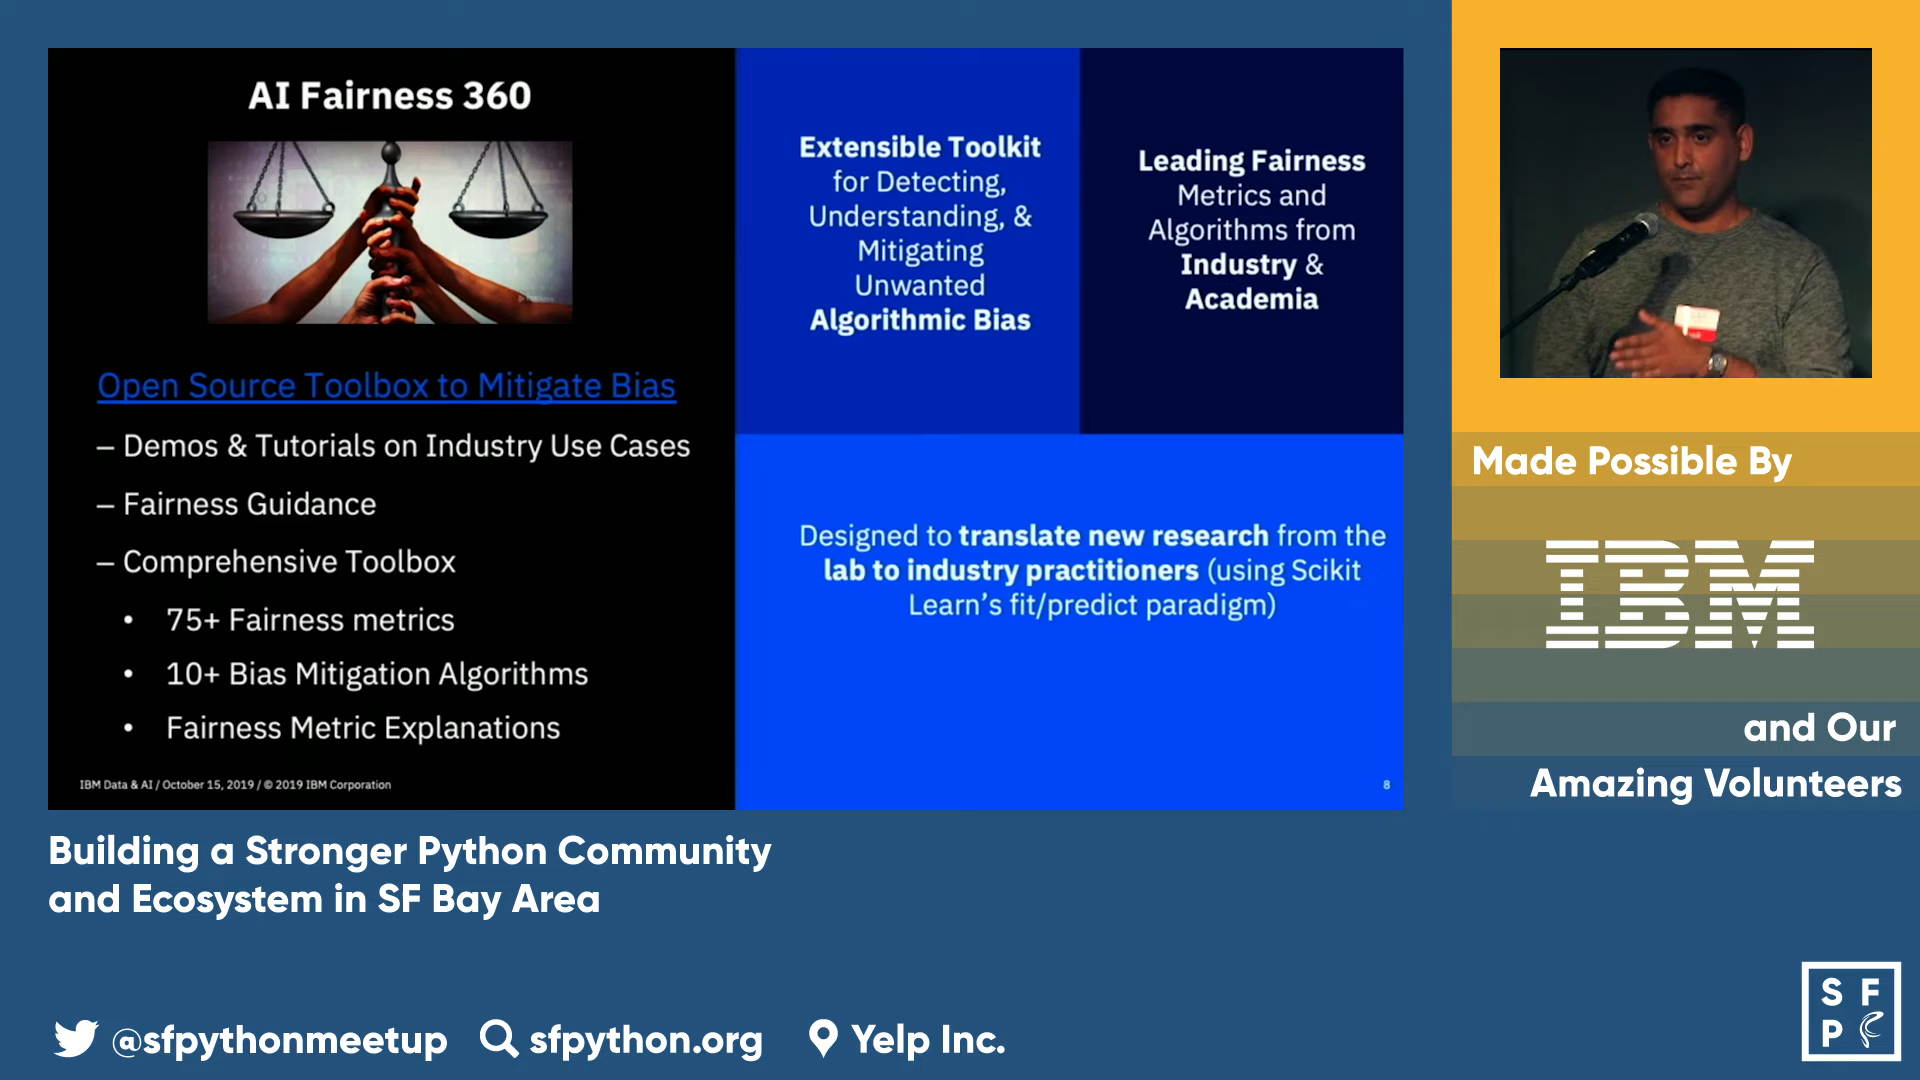 AI Fairness 360
Open Source Toolbox to Mitigate Bias
– Demos & Tutorials on Industry Use Cases
– Fairness Guidance
– Comprehensive Toolbox
• 75+ Fairness metrics
• 10+ Bias Mitigation Algorithms
• Fairness Metric Explanations
IBM Data & AI / October 15, 2019 / © 2019 IBM Corporation
Extensible Toolkit
for Detecting,
Understanding, &
Mitigating
Unwanted
Algorithmic Bias
Leading Fairness
Metrics and
Algorithms from
Industry &
Academia
Designed to translate new research from the
lab to industry practitioners (using Scikit
Learn's fit/predict paradigm)
8
Made Possible By
IBM
and Our
Amazing Volunteers
Building a Stronger Python Community
and Ecosystem in SF Bay Area
@sfpythonmeetup
sfpython.org
Yelp Inc.
S F
P